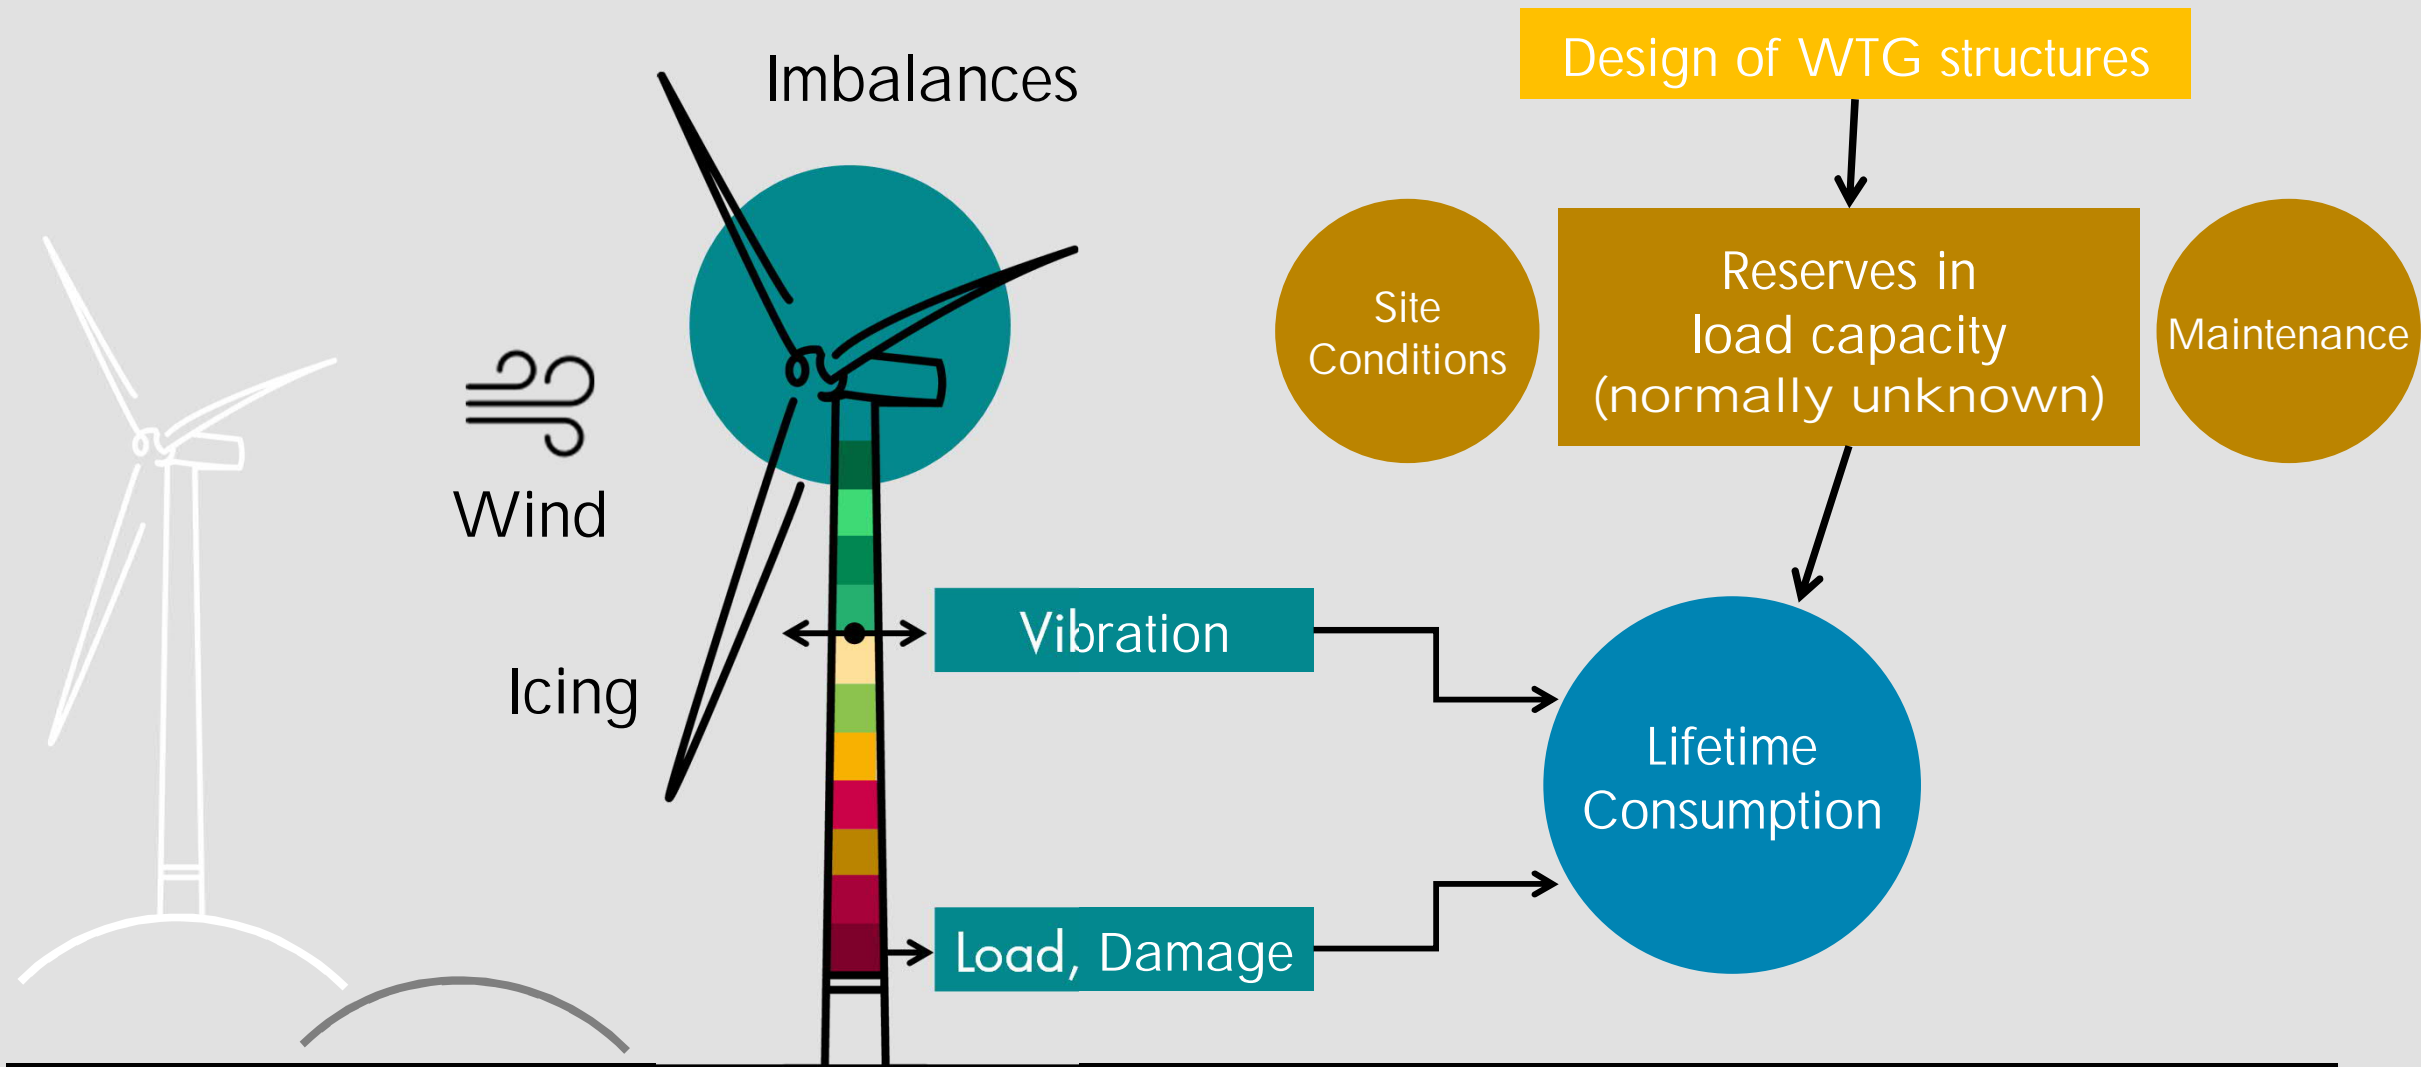 Imbalances
Design of WTG structures
Site
Conditions
Reserves in
load capacity
(normally unknown)
Maintenance
Wind
Vibration
Icing
Lifetime
Consumption
Load, Damage